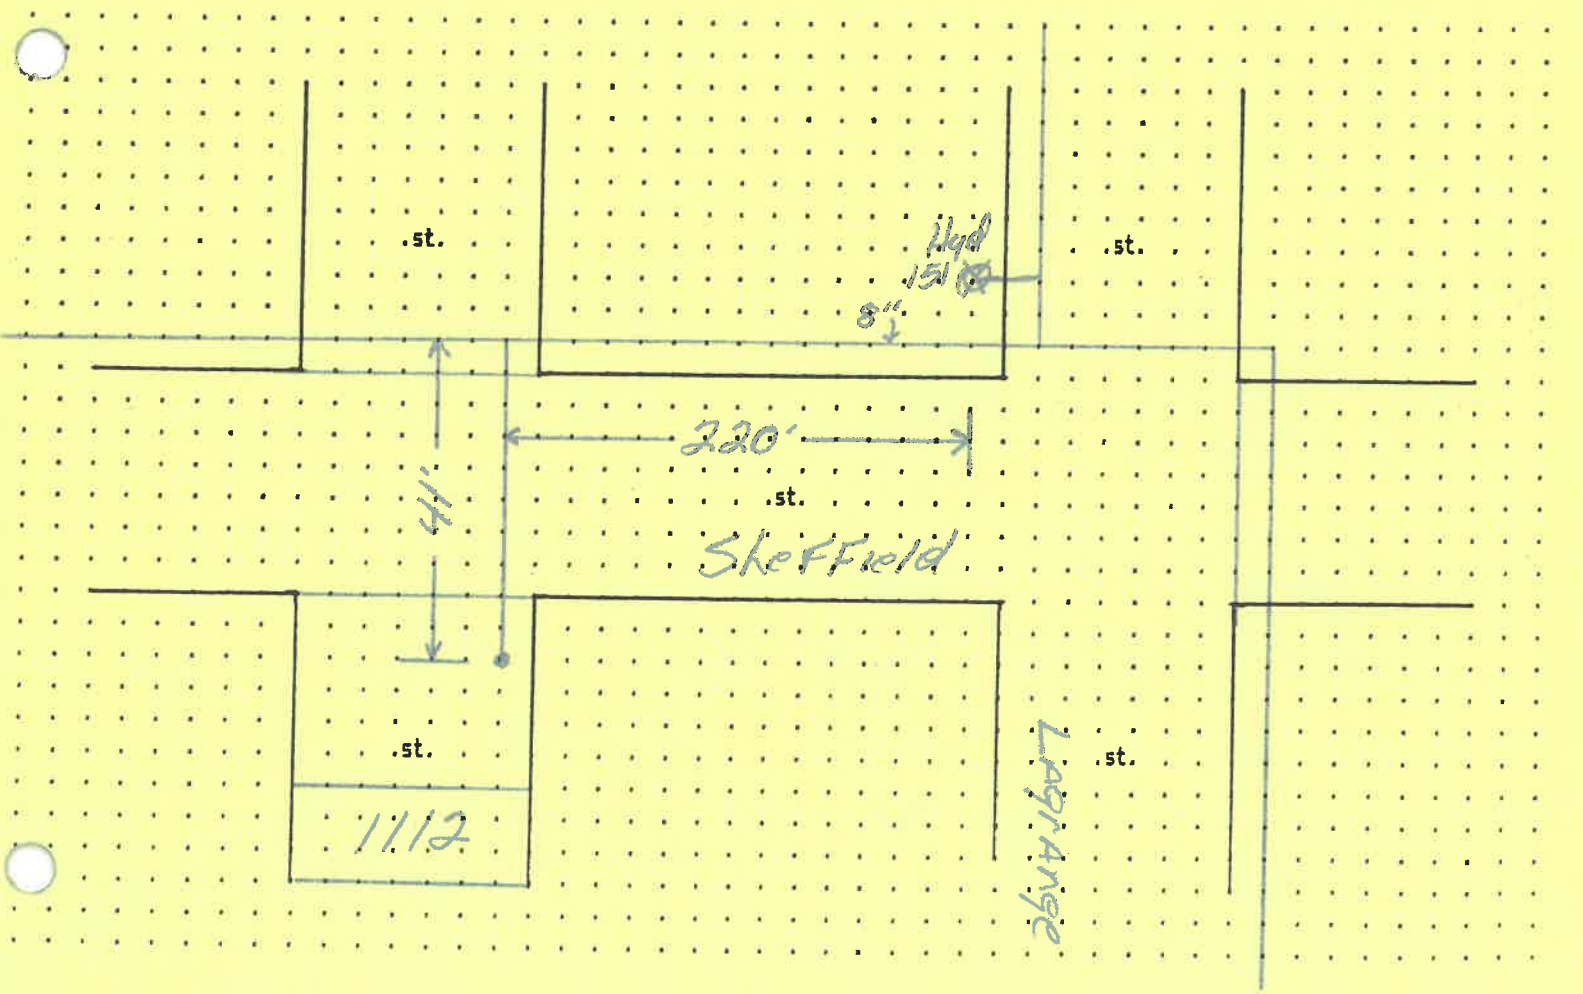 .st.
Hyd
151
.st.
8"
220'
41'
.st.
Sheffield
.st.
1112
Lagrange
.st.